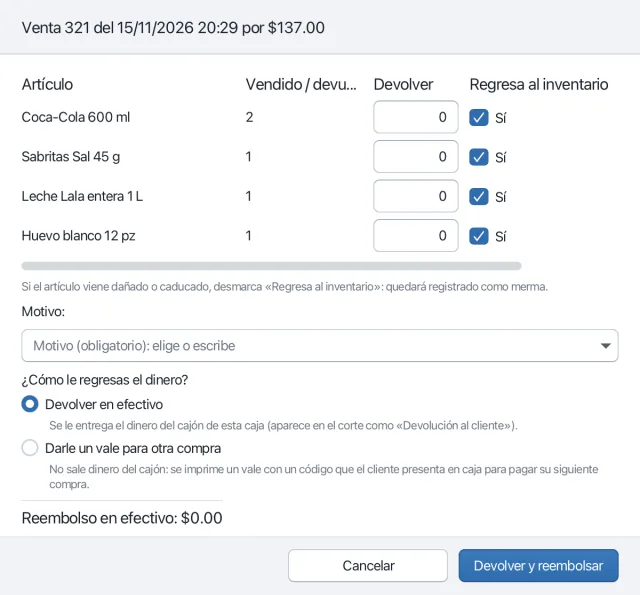 Venta 321 del 15/11/2026 20:29 por $137.00
Artículo Vendido / devu... Devolver Regresa al inventario
Coca-Cola 600 ml 2 0 Sí
Sabritas Sal 45 g 1 0 Sí
Leche Lala entera 1 L 1 0 Sí
Huevo blanco 12 pz 1 0 Sí
Si el artículo viene dañado o caducado, desmarca «Regresa al inventario»: quedará registrado como merma.
Motivo:
Motivo (obligatorio): elige o escribe
¿Cómo le regresas el dinero?
Devolver en efectivo
Se le entrega el dinero del cajón de esta caja (aparece en el corte como «Devolución al cliente»).
Darle un vale para otra compra
No sale dinero del cajón: se imprime un vale con un código que el cliente presenta en caja para pagar su siguiente
compra.
Reembolso en efectivo: $0.00
Cancelar Devolver y reembolsar